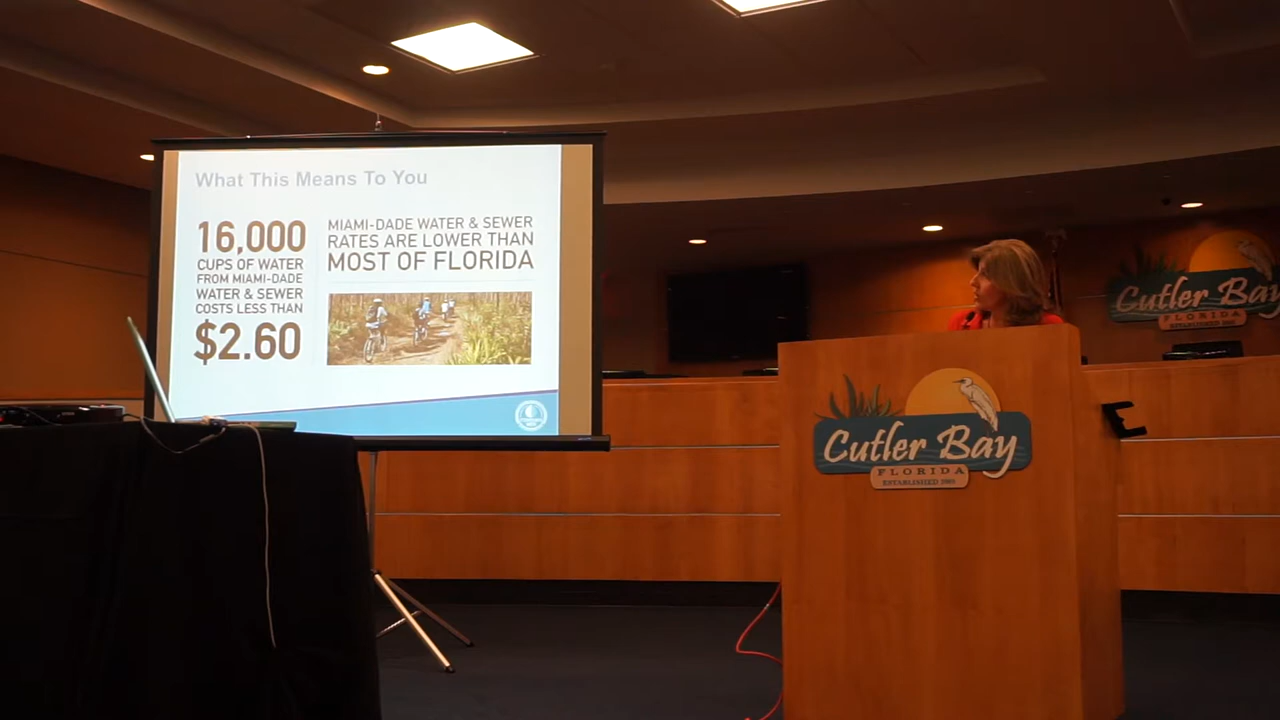 What This Means To You
16,000
CUPS OF WATER
FROM MIAMI-DADE
WATER & SEWER
COSTS LESS THAN
$2.60
MIAMI-DADE WATER & SEWER
RATES ARE LOWER THAN
MOST OF FLORIDA
Cutler Bay
FLORIDA
Cutler Bay
FLORIDA
ESTABLISHED